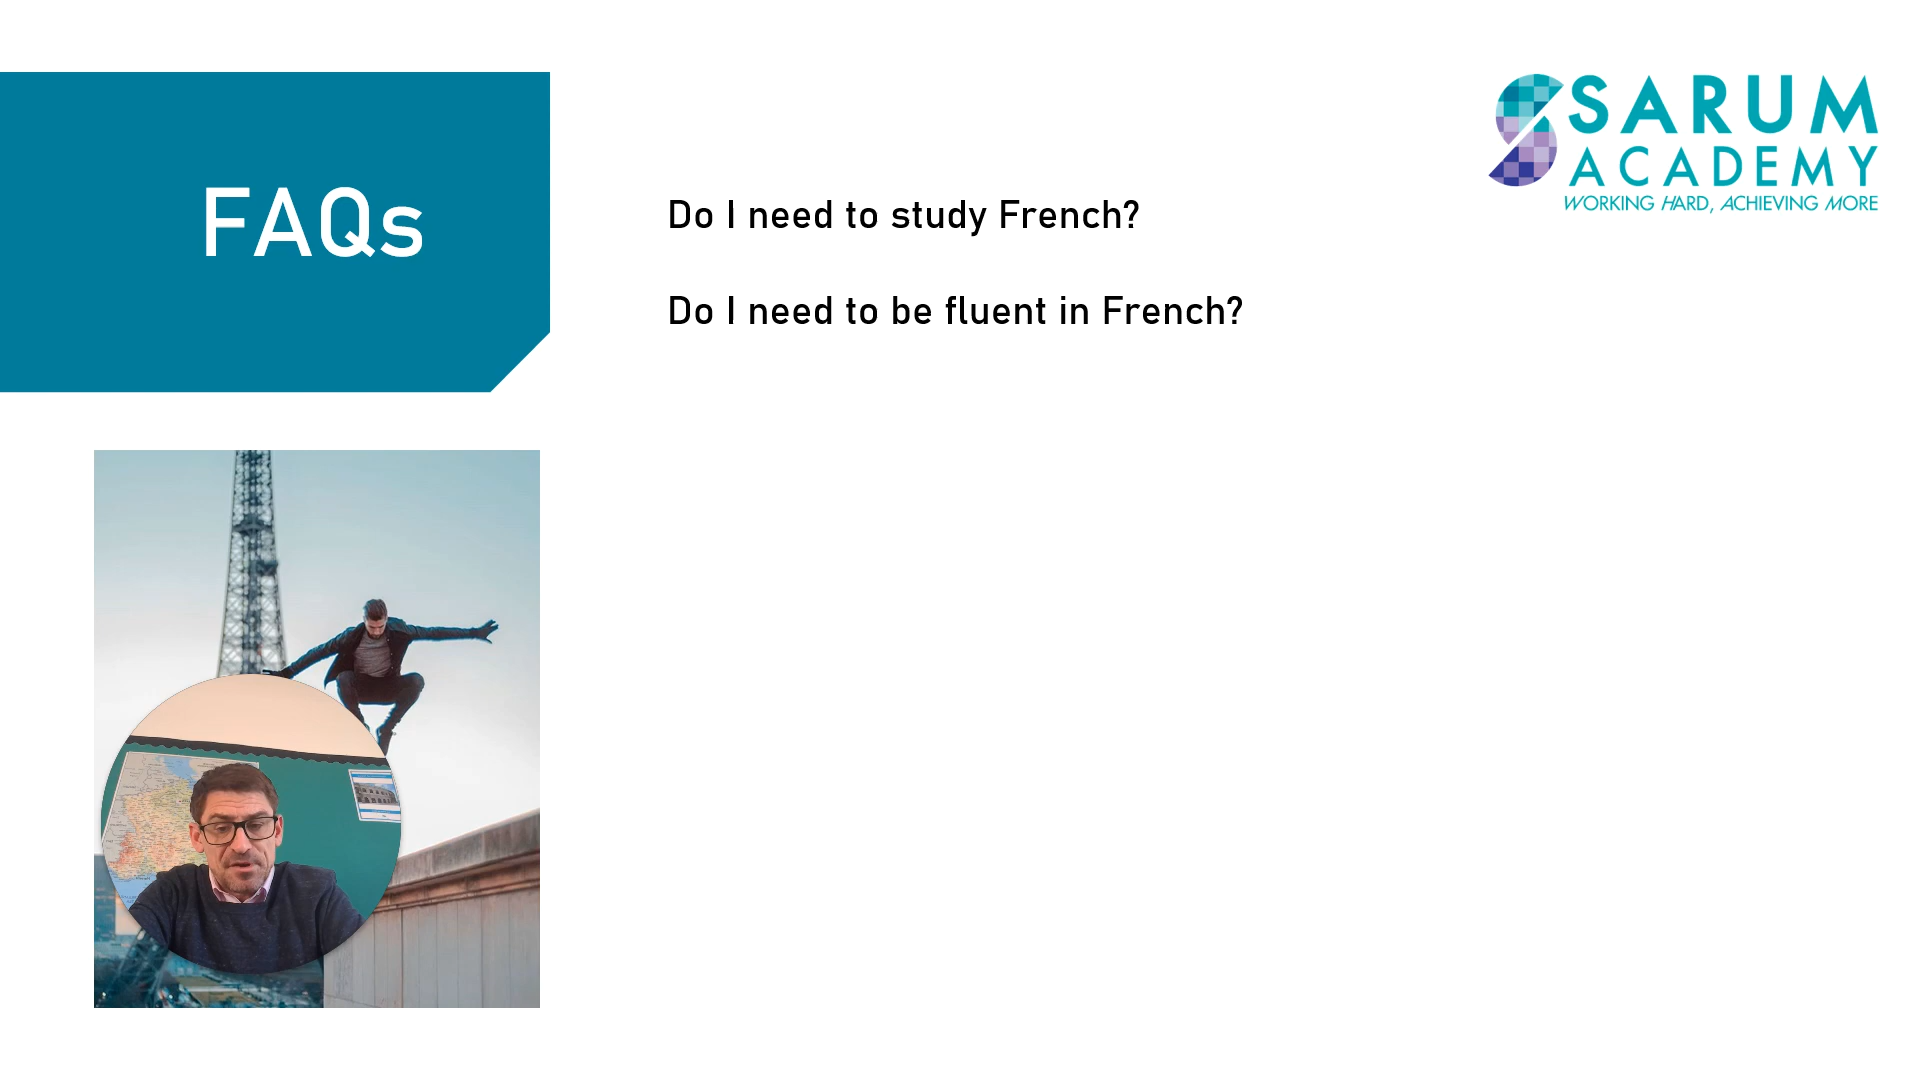 FAQs
Do I need to study French?
Do I need to be fluent in French?
SARUM
ACADEMY
WORKING HARD, ACHIEVING MORE